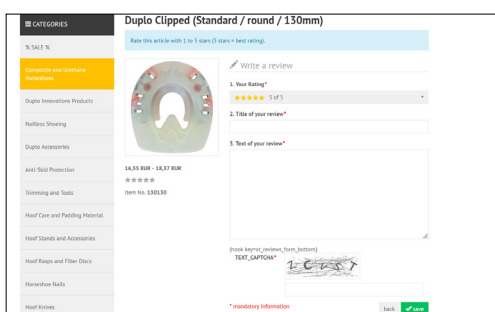 CATEGORIES
% SALE %
Composite and Urethane
Horseshoes
Duplo Innovations Products
Nailless Shoeing
Duplo Accessories
Anti-Skid Protection
Trimming and Tools
Hoof Care and Padding Material
Hoof Stands and Accessories
Hoof Rasps and Fiber Discs
Horseshoe Nails
Hoof Knives
Duplo Clipped (Standard / round / 130mm)
Rate this article with 1 to 5 stars (5 stars = best rating).
16,55 EUR - 18,37 EUR
Item No. 130130
Write a review
1. Your Rating*
5 of 5
2. Title of your review*
3. Text of your review*
{hook key=vt_reviews_form_bottom}
TEXT_CAPTCHA*
* mandatory information
back
save